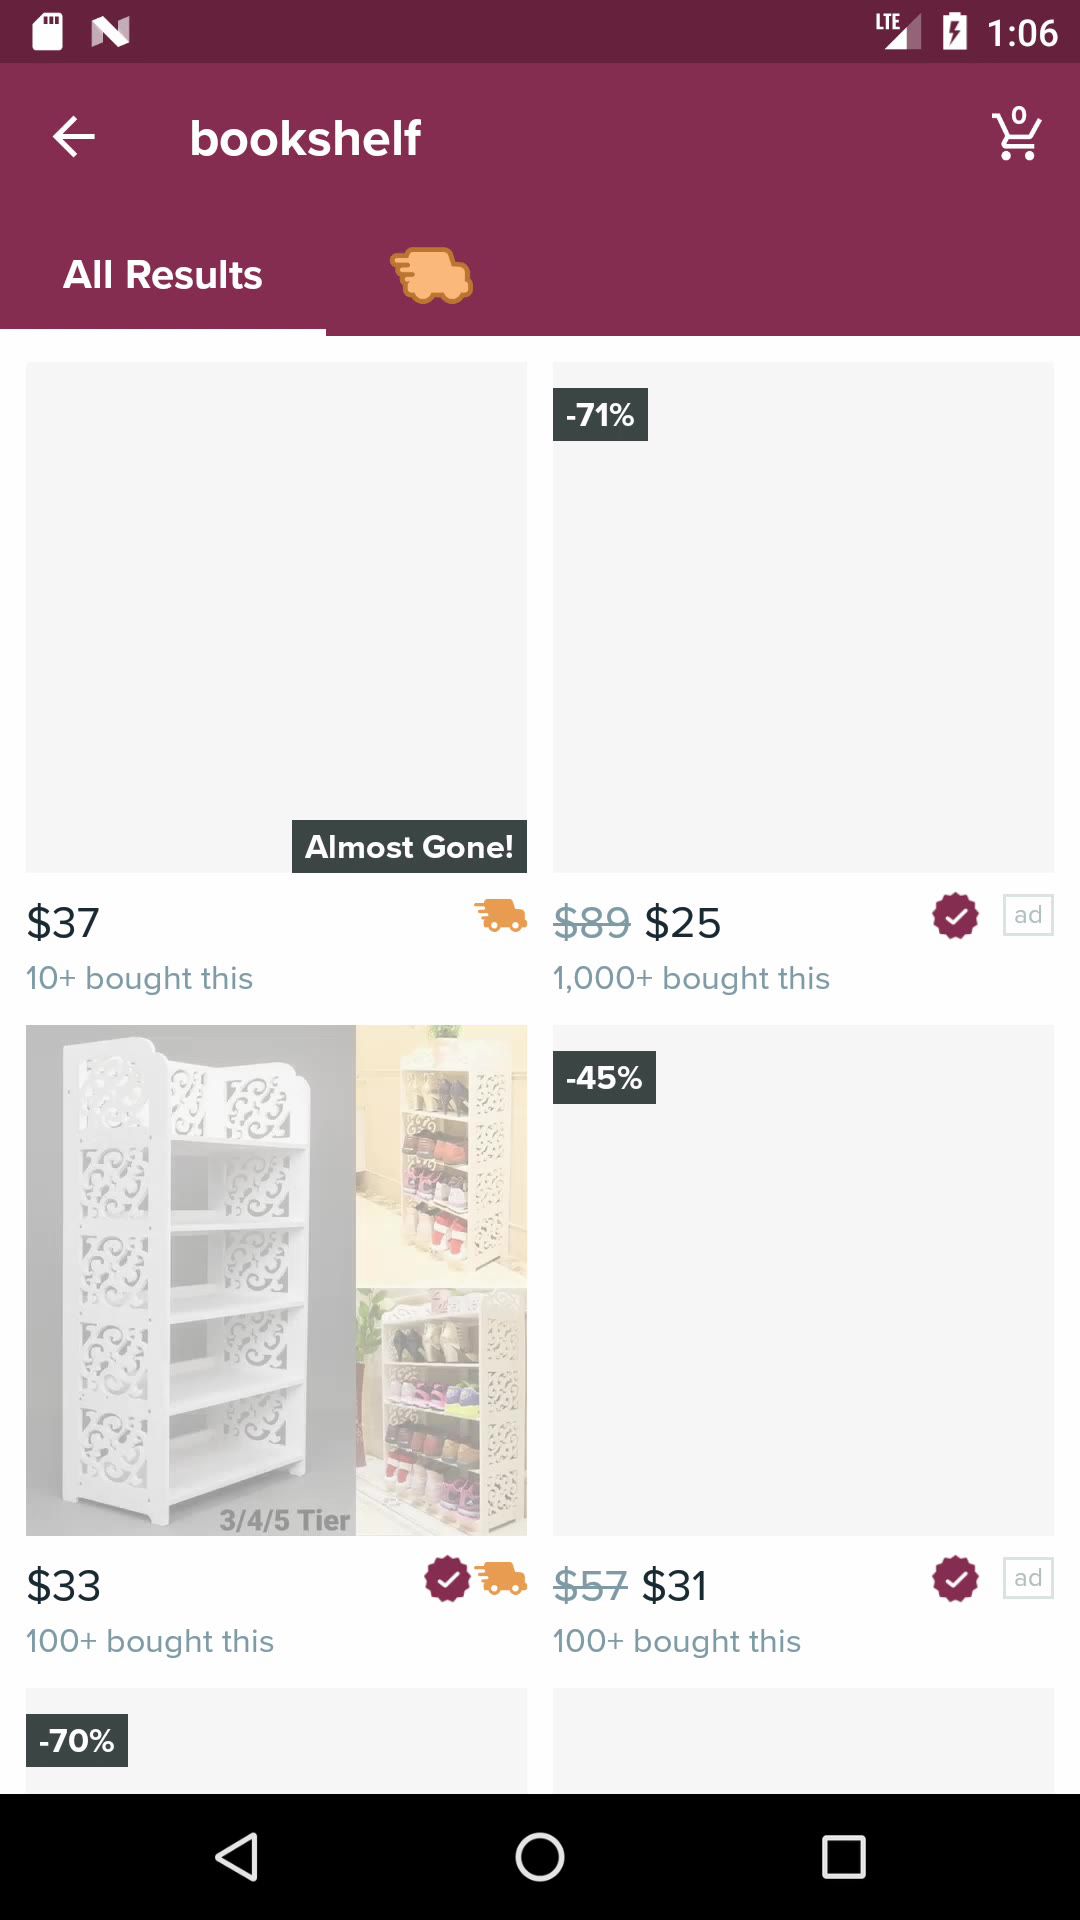 LTE 1:06
bookshelf
0
All Results
-71%
Almost Gone!
$37
$89 $25 ad
10+ bought this
1,000+ bought this
3/4/5 Tier
-45%
$33
$57 $31 ad
100+ bought this
100+ bought this
-70%